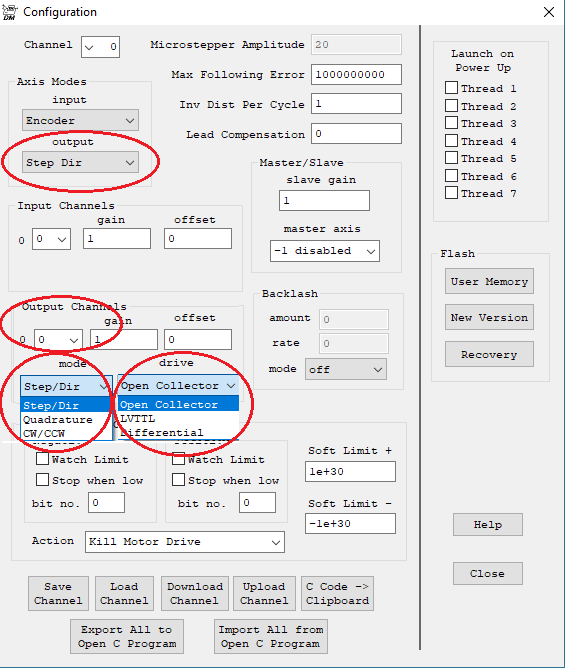 Configuration
Channel 0
Microstepper Amplitude 20
Max Following Error 1000000000
Inv Dist Per Cycle 1
Lead Compensation 0
Axis Modes
input
Encoder
output
Step Dir
Master/Slave
slave gain
1
master axis
-1 disabled
Launch on
Power Up
Thread 1
Thread 2
Thread 3
Thread 4
Thread 5
Thread 6
Thread 7
Input Channels
gain offset
0 0 1 0
Output Channels
gain offset
0 0 1 0
mode drive
Step/Dir Open Collector
Step/Dir Open Collector
Quadrature LVTTL
CW/CCW Differential
Backlash
amount 0
rate 0
mode off
Flash
User Memory
New Version
Recovery
Watch Limit Watch Limit
Stop when low Stop when low
bit no. 0 bit no. 0
Soft Limit +
1e+30
Soft Limit -
-1e+30
Action Kill Motor Drive
Help
Close
Save
Channel
Load
Channel
Download
Channel
Upload
Channel
C Code ->
Clipboard
Export All to
Open C Program
Import All from
Open C Program